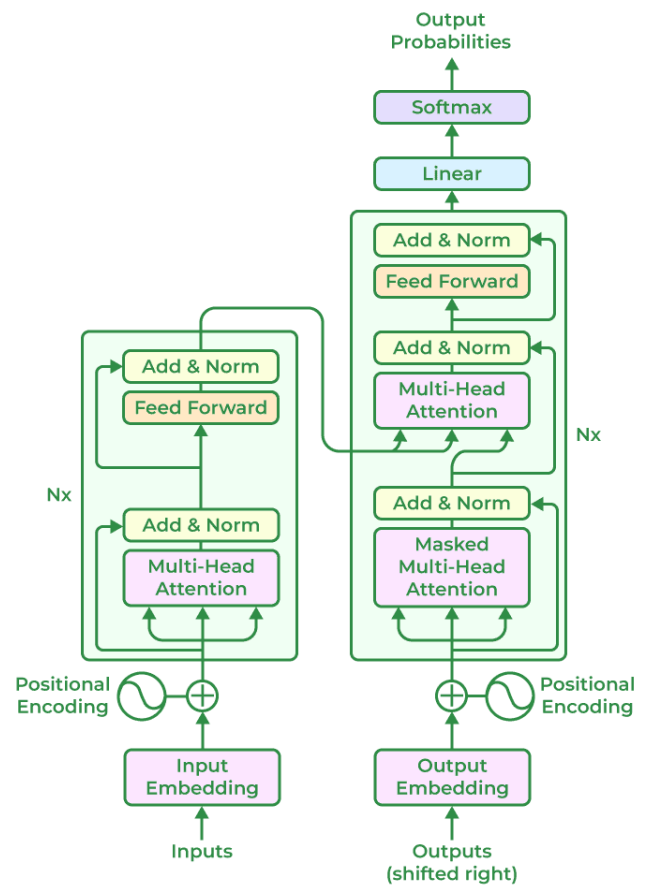 Output
Probabilities
Softmax
Linear
Add & Norm
Feed Forward
Add & Norm
Multi-Head
Attention
Nx
Add & Norm
Masked
Multi-Head
Attention
Add & Norm
Feed Forward
Nx
Add & Norm
Multi-Head
Attention
Positional
Encoding
Positional
Encoding
Input
Embedding
Output
Embedding
Inputs
Outputs
(shifted right)